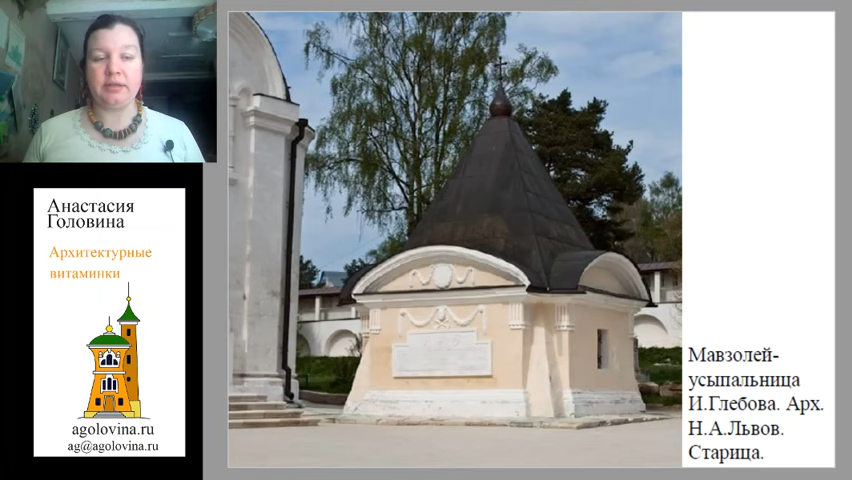 Анастасия
Головина
Архитектурные
витаминки
agolovina.ru
ag@agolovina.ru
Мавзолей-
усыпальница
И.Глебова. Арх.
Н.А.Львов.
Старица.